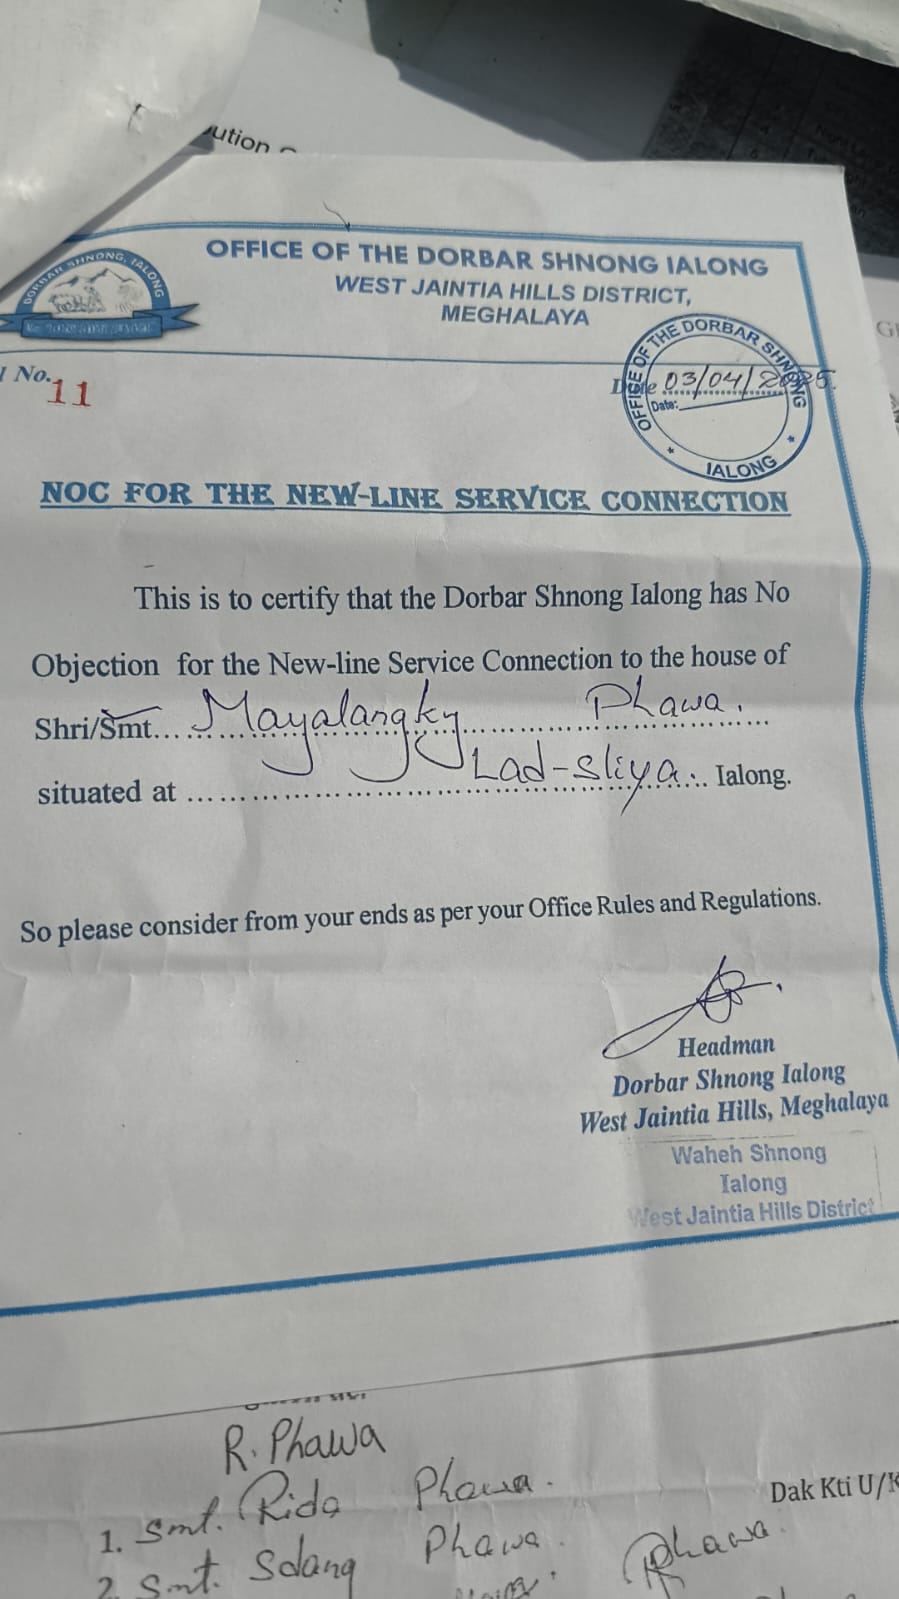 ution
DORBAR SHNONG, IALONG
OFFICE OF THE DORBAR SHNONG IALONG
WEST JAINTIA HILLS DISTRICT,
MEGHALAYA
No. 11
Date 03/04/2025.
OFFICE OF THE DORBAR SHNONG
Date:
IALONG
NOC FOR THE NEW-LINE SERVICE CONNECTION
This is to certify that the Dorbar Shnong Ialong has No
Objection for the New-line Service Connection to the house of
Shri/Smt. Mayalangky Phawa.
situated at Lad-sliya. Ialong.
So please consider from your ends as per your Office Rules and Regulations.
Headman
Dorbar Shnong Ialong
West Jaintia Hills, Meghalaya
Waheh Shnong
Ialong
West Jaintia Hills District
R. Phawa
1. Smt. Rida Phawa.
2 Smt. Sdang Phawa.
Dak Kti U/K
Phawa